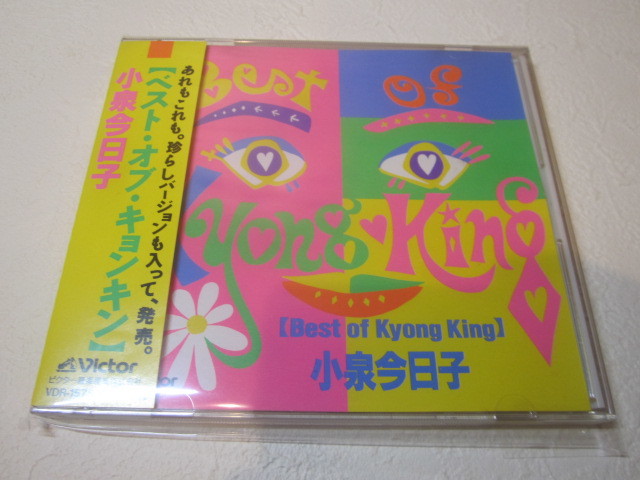 あれもこれも。珍らしバージョンも入って、発売。
【ベスト・オブ・キョンキン】
小泉今日子
Victor
Best
OF
Kyong King
【Best of Kyong King】
小泉今日子